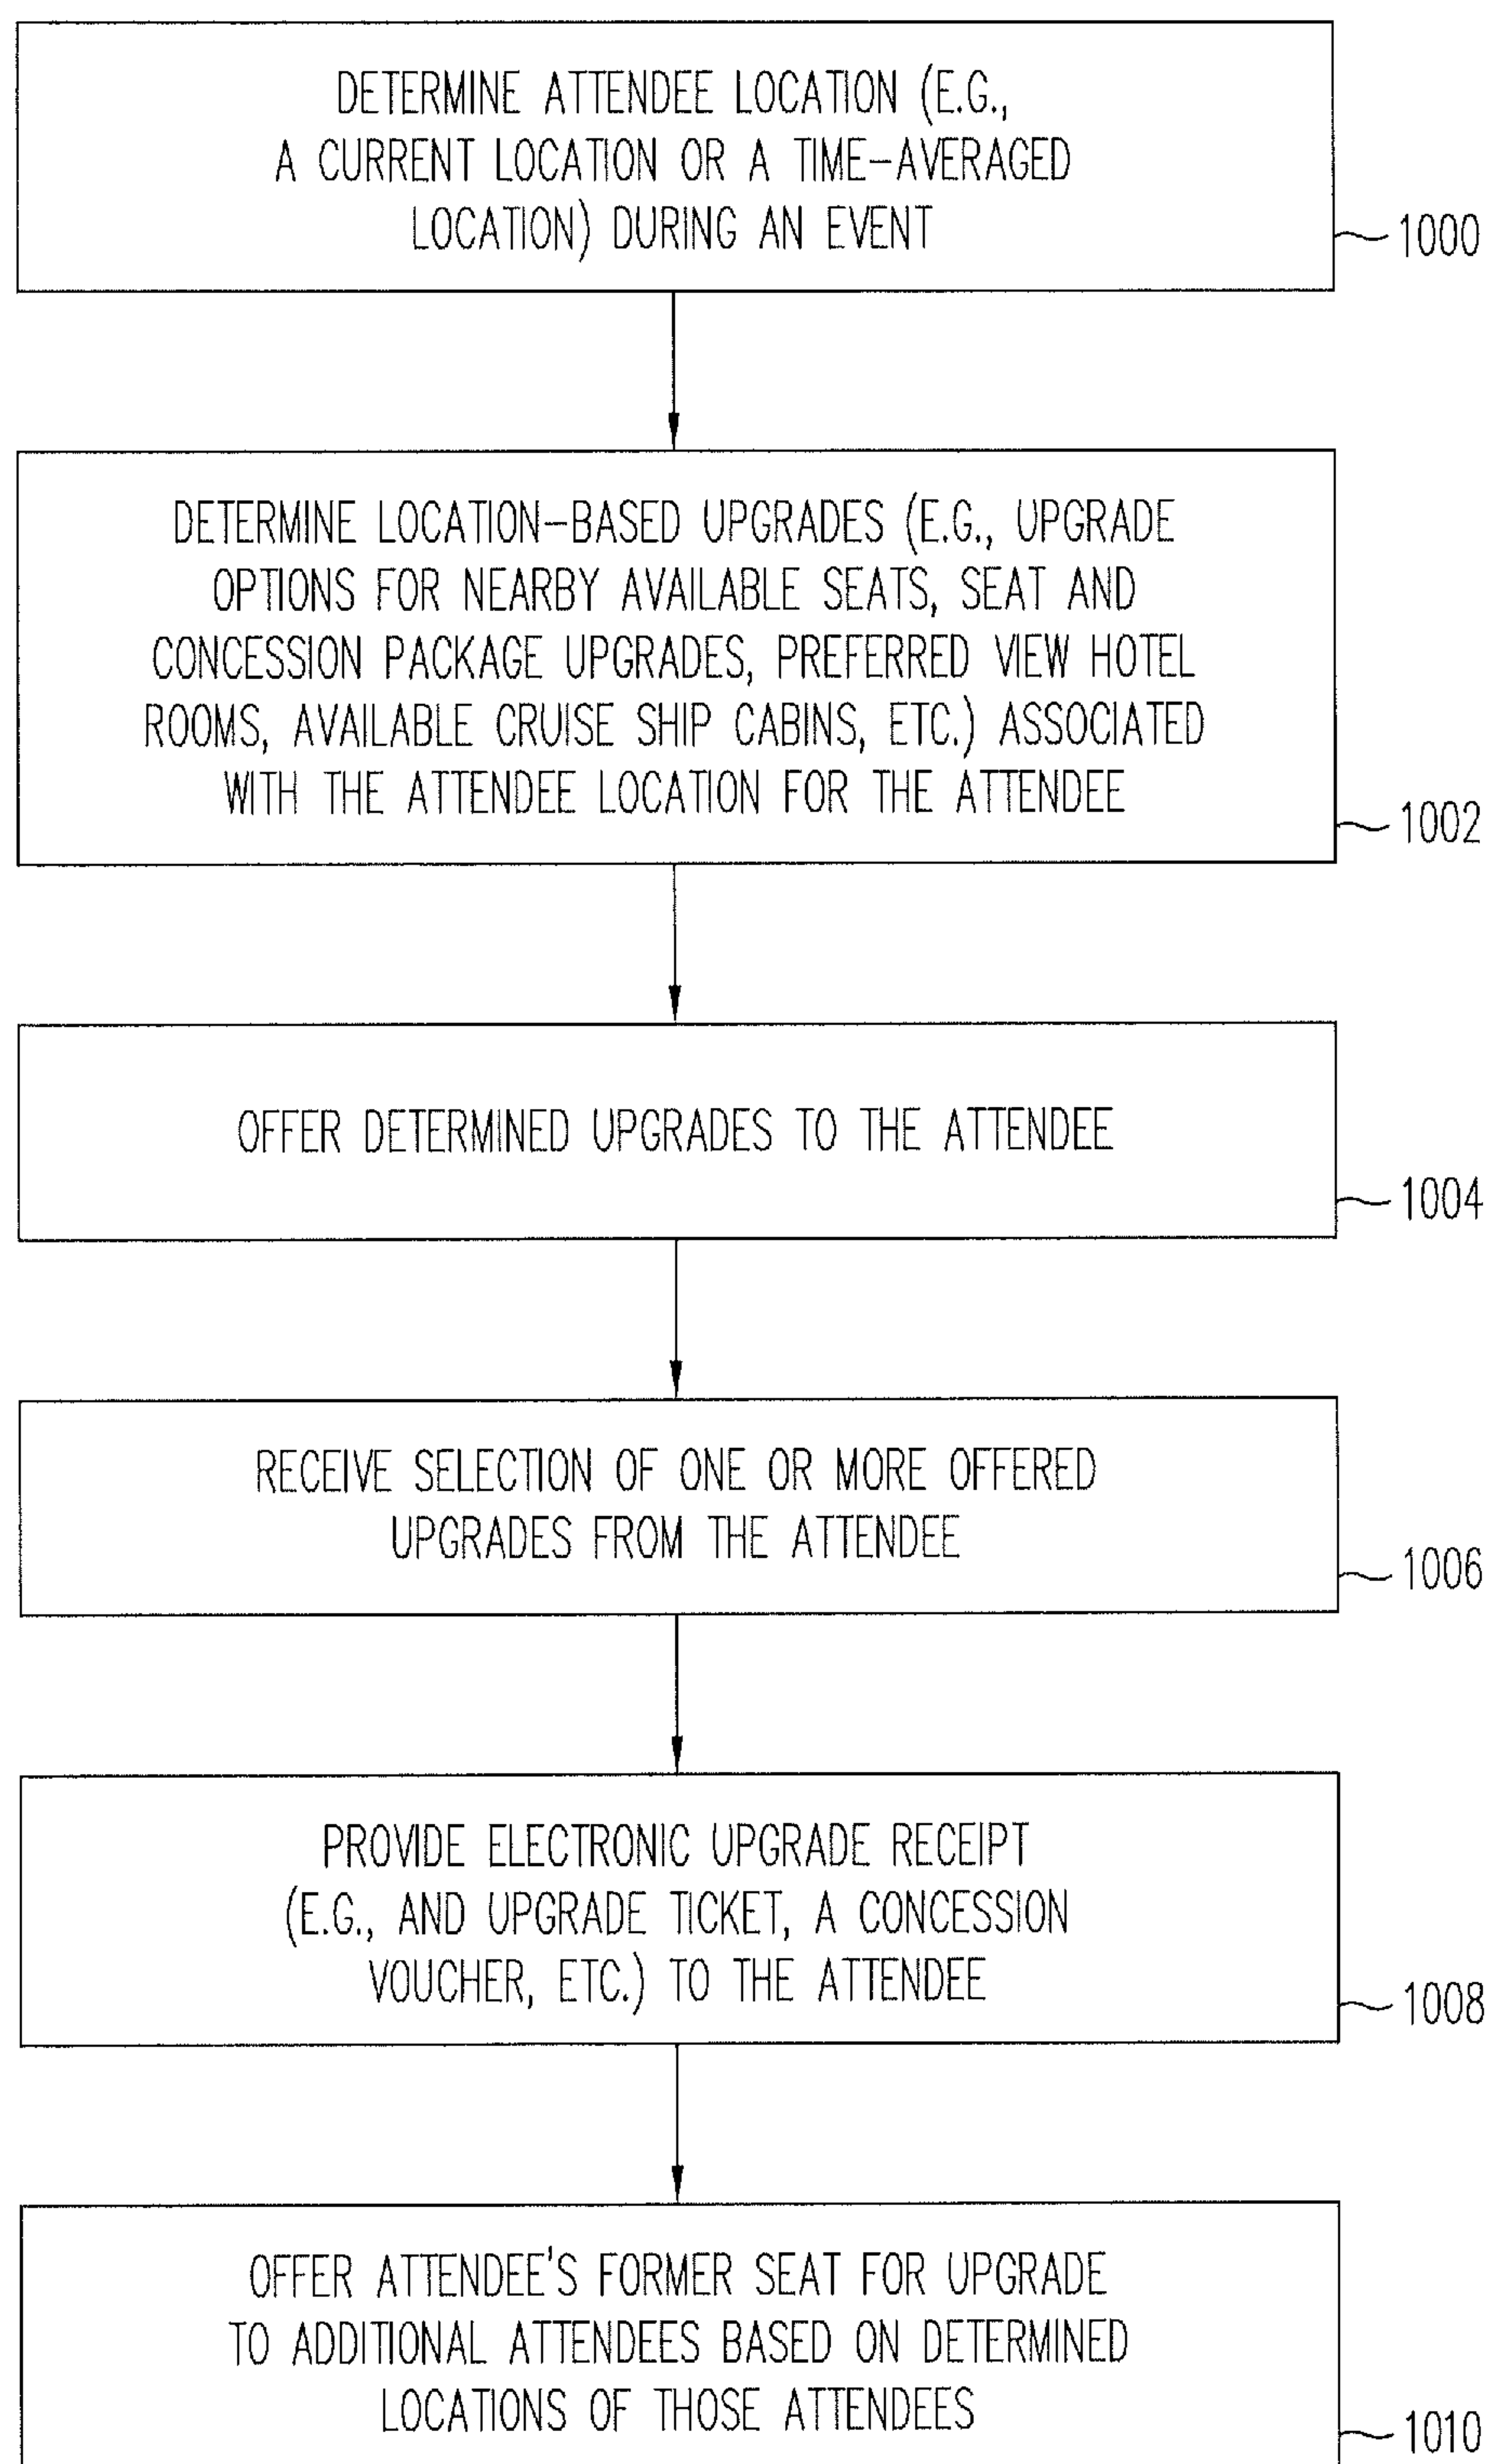 DETERMINE ATTENDEE LOCATION (E.G.,
A CURRENT LOCATION OR A TIME-AVERAGED
LOCATION) DURING AN EVENT
1000
DETERMINE LOCATION-BASED UPGRADES (E.G., UPGRADE
OPTIONS FOR NEARBY AVAILABLE SEATS, SEAT AND
CONCESSION PACKAGE UPGRADES, PREFERRED VIEW HOTEL
ROOMS, AVAILABLE CRUISE SHIP CABINS, ETC.) ASSOCIATED
WITH THE ATTENDEE LOCATION FOR THE ATTENDEE
1002
OFFER DETERMINED UPGRADES TO THE ATTENDEE
1004
RECEIVE SELECTION OF ONE OR MORE OFFERED
UPGRADES FROM THE ATTENDEE
1006
PROVIDE ELECTRONIC UPGRADE RECEIPT
(E.G., AND UPGRADE TICKET, A CONCESSION
VOUCHER, ETC.) TO THE ATTENDEE
1008
OFFER ATTENDEE'S FORMER SEAT FOR UPGRADE
TO ADDITIONAL ATTENDEES BASED ON DETERMINED
LOCATIONS OF THOSE ATTENDEES
1010